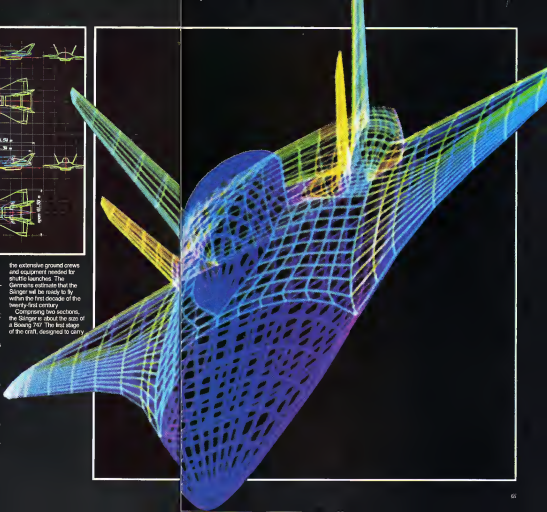 the extensive ground crews
and equipment needed for
shuttle launches. The
Germans estimate that the
Sänger will be ready to fly
within the first decade of the
twenty-first century
Comprising two sections,
the Sänger is about the size of
a Boeing 747 The first stage
of the craft, designed to carry